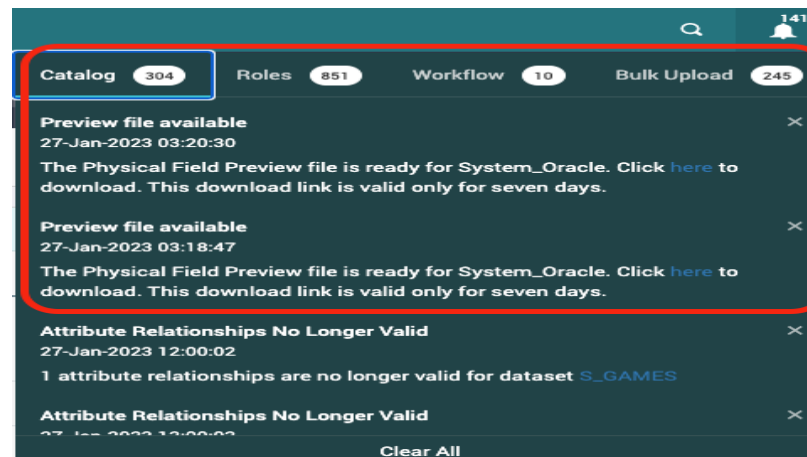 141
Catalog 304 Roles 851 Workflow 10 Bulk Upload 245
Preview file available
27-Jan-2023 03:20:30
The Physical Field Preview file is ready for System_Oracle. Click here to
download. This download link is valid only for seven days.
Preview file available
27-Jan-2023 03:18:47
The Physical Field Preview file is ready for System_Oracle. Click here to
download. This download link is valid only for seven days.
Attribute Relationships No Longer Valid
27-Jan-2023 12:00:02
1 attribute relationships are no longer valid for dataset S_GAMES
Attribute Relationships No Longer Valid
Clear All